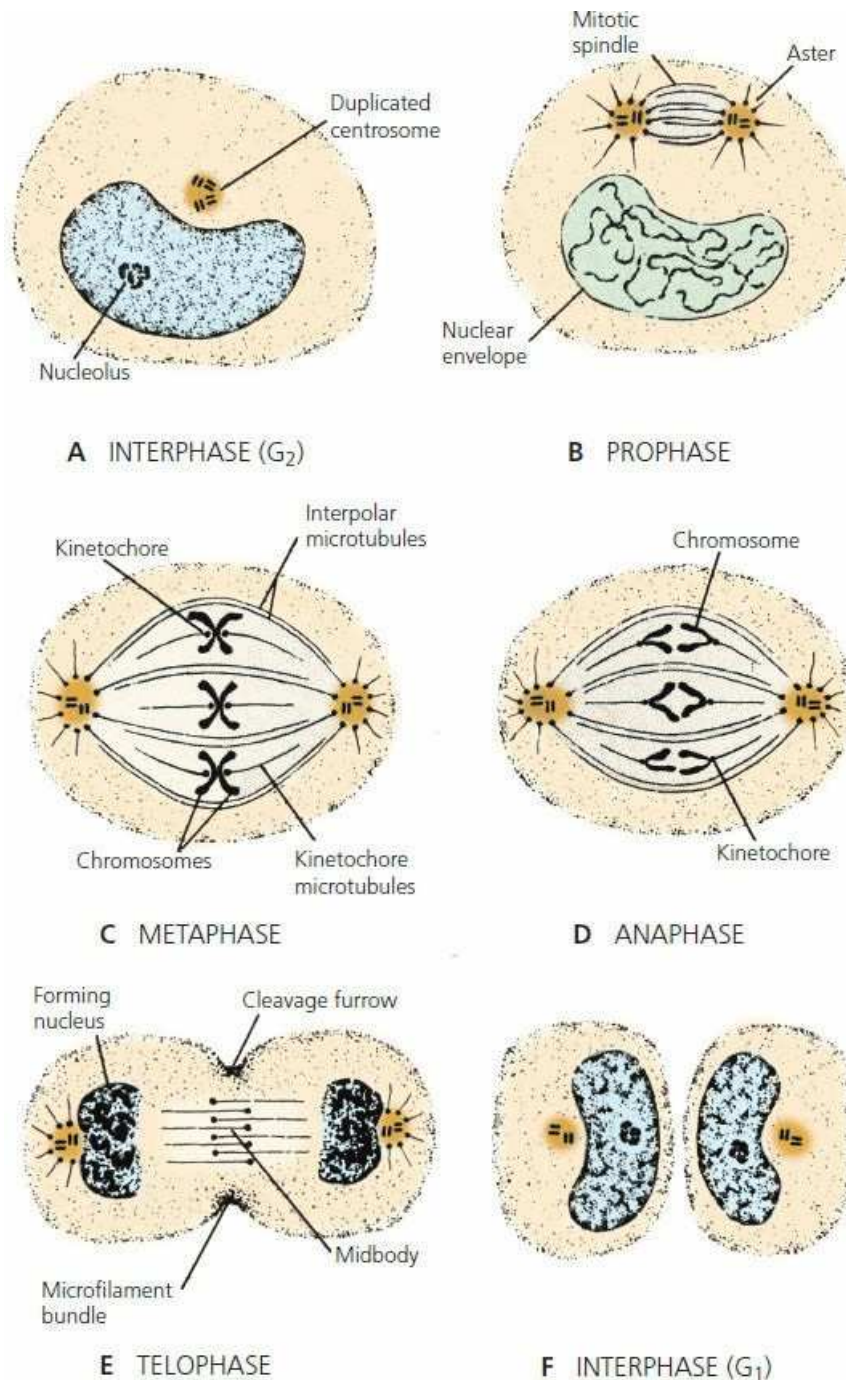 Duplicated
centrosome
Nucleolus
A INTERPHASE (G₂)
Mitotic
spindle
Aster
Nuclear
envelope
B PROPHASE
Kinetochore
Interpolar
microtubules
Chromosomes
Kinetochore
microtubules
C METAPHASE
Chromosome
Kinetochore
D ANAPHASE
Forming
nucleus
Cleavage furrow
Midbody
Microfilament
bundle
E TELOPHASE
F INTERPHASE (G₁)